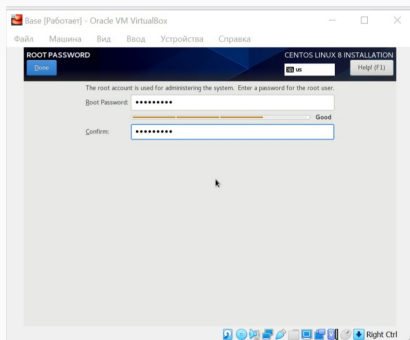 Base [Работает] - Oracle VM VirtualBox
Файл Машина Вид Ввод Устройства Справка
ROOT PASSWORD
CENTOS LINUX 8 INSTALLATION
Done
us
Help! (F1)
The root account is used for administering the system. Enter a password for the root user.
Root Password:
Good
Confirm:
Right Ctrl